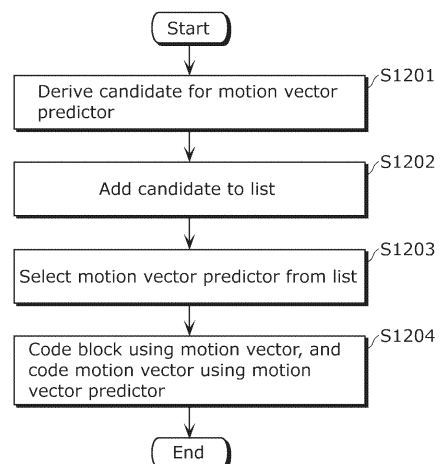 Start
S1201
Derive candidate for motion vector
predictor
S1202
Add candidate to list
S1203
Select motion vector predictor from list
S1204
Code block using motion vector, and
code motion vector using motion
vector predictor
End